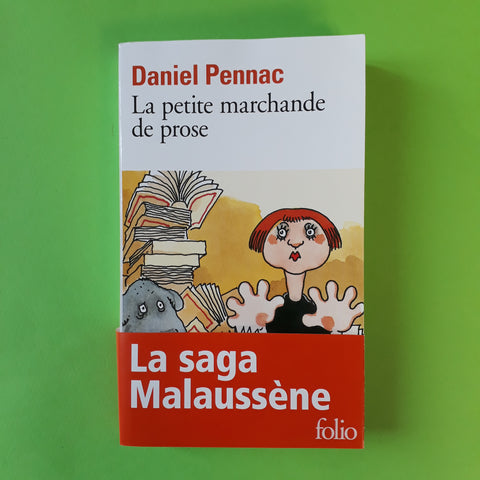 Daniel Pennac
La petite marchande
de prose
La saga
Malaussène
folio